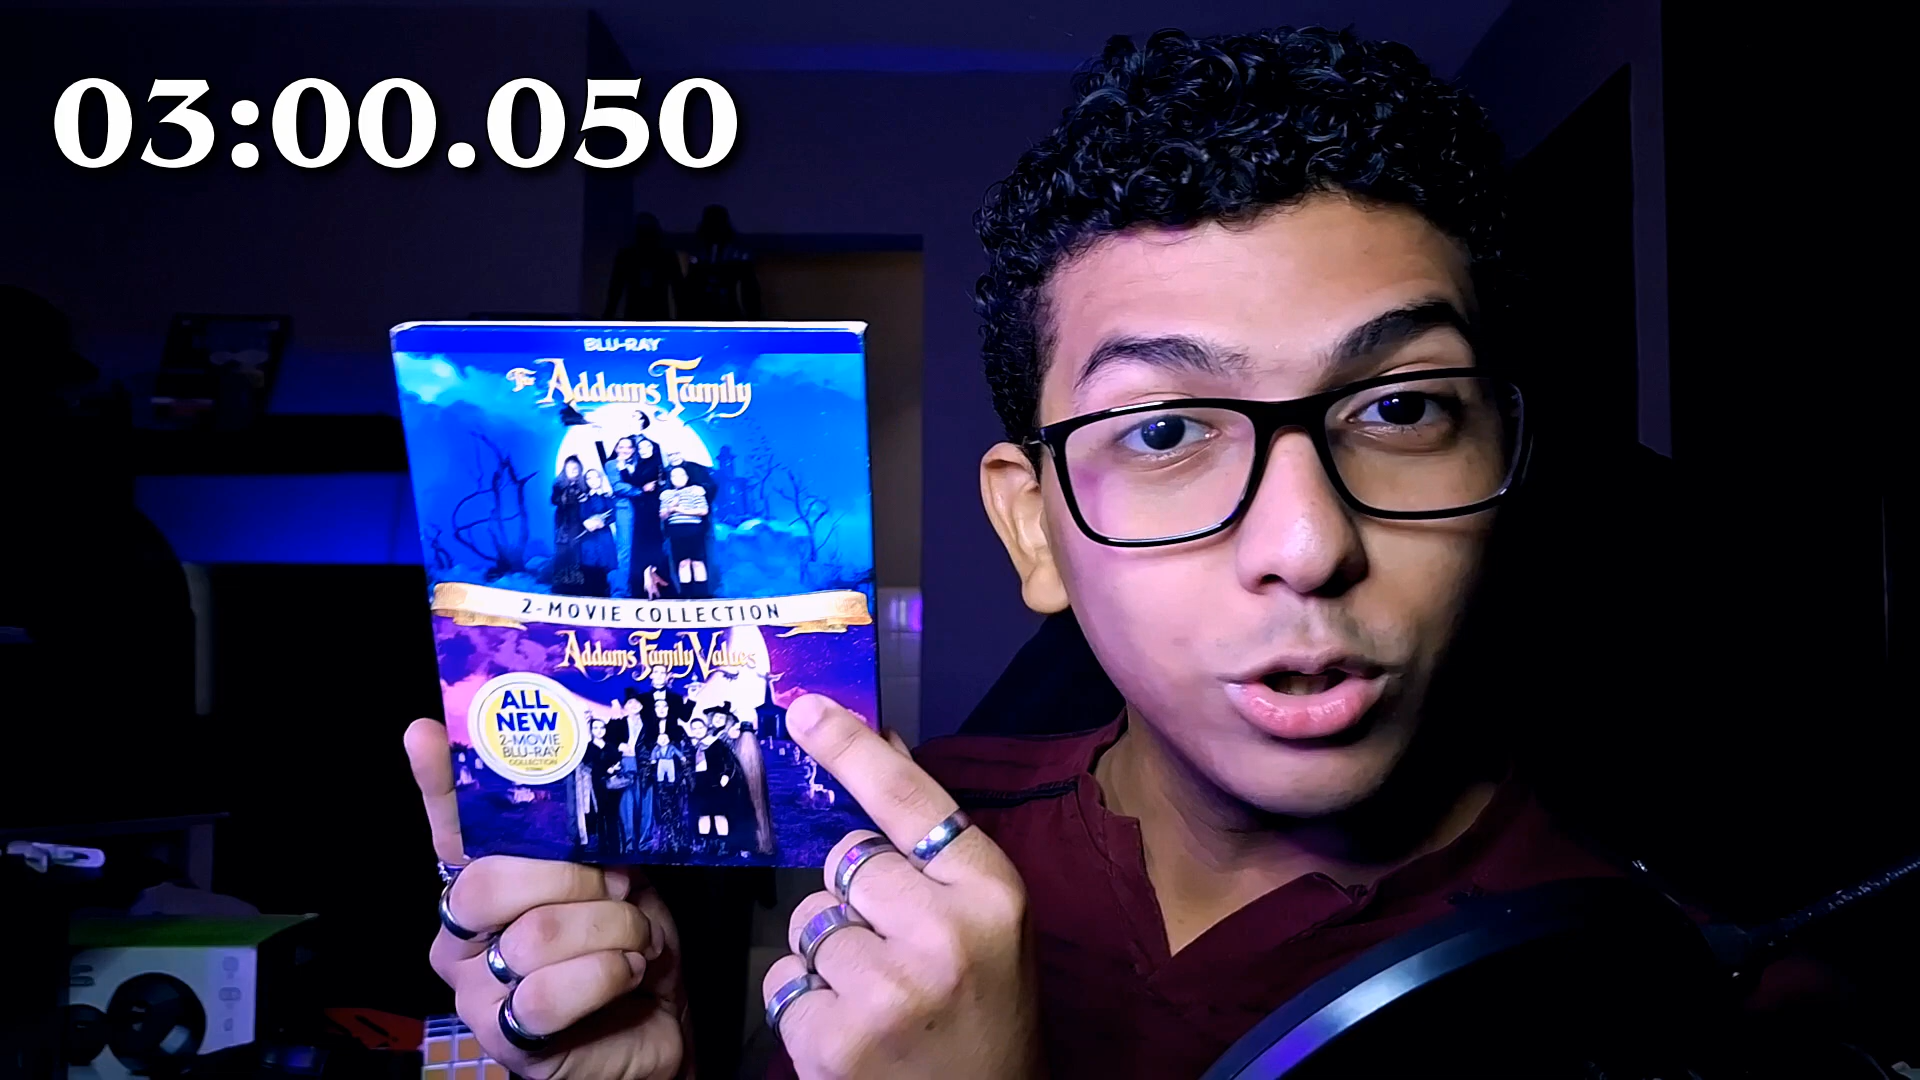 03:00.050
BLU-RAY
The Addams Family
2-MOVIE COLLECTION
Addams Family Values
ALL
NEW
2-MOVIE
BLU-RAY
COLLECTION